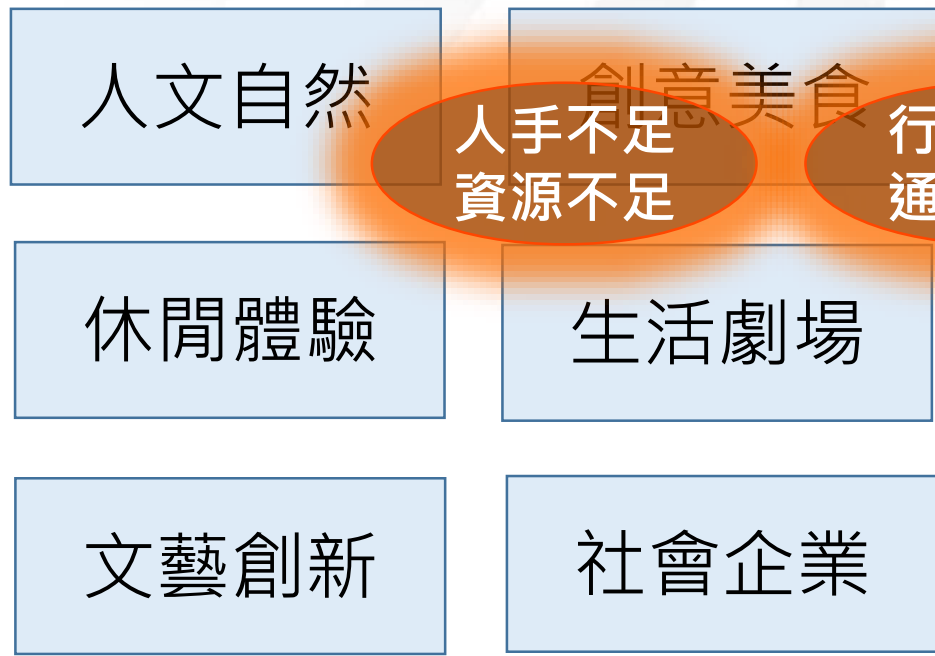 人文自然
創意美食
人手不足
資源不足
行
通
休閒體驗
生活劇場
文藝創新
社會企業